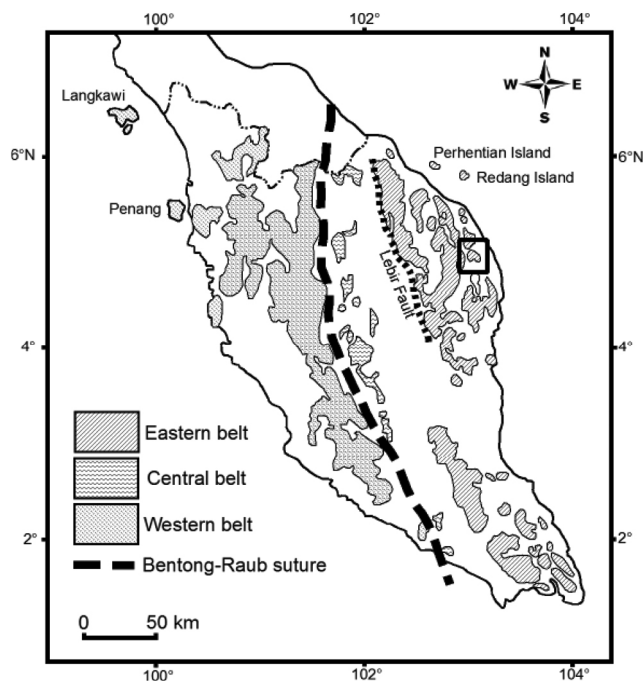 100°
102°
104°
N
W E
S
Langkawi
6°N
6°N
Perhentian Island
Redang Island
Penang
Lebir Fault
4°
4°
Eastern belt
Central belt
Western belt
2°
2°
Bentong-Raub suture
0 50 km
100°
102°
104°